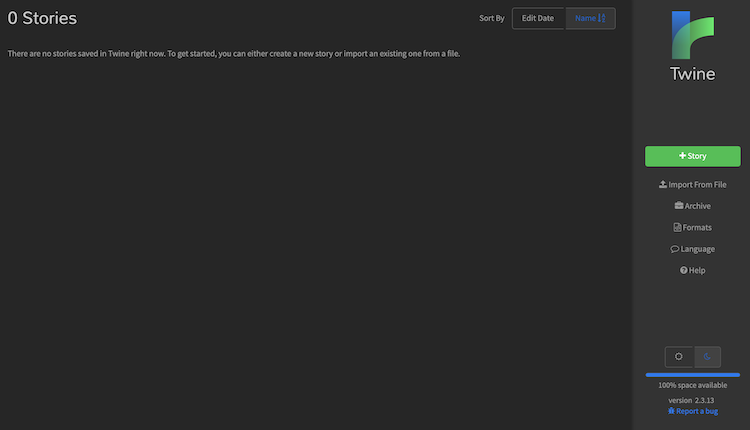 0 Stories
Sort By Edit Date Name
There are no stories saved in Twine right now. To get started, you can either create a new story or import an existing one from a file.
Twine
+ Story
Import From File
Archive
Formats
Language
Help
100% space available
version 2.3.13
Report a bug